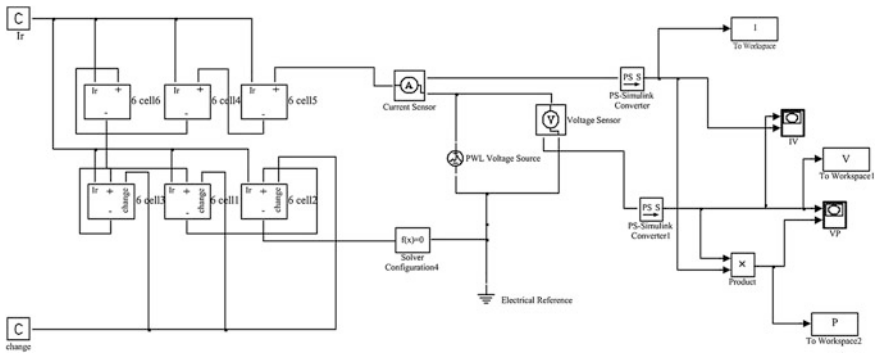 C
Ir
Ir +
-
6 cell6
Ir +
-
6 cell4
Ir +
-
6 cell5
A
Current Sensor
PS S
PS-Simulink
Converter
I
To Workspace
V
Voltage Sensor
PWL Voltage Source
IV
V
To Workspace1
Ir +
-
change
6 cell3
Ir +
-
change
6 cell1
Ir +
-
change
6 cell2
PS S
PS-Simulink
Converter1
VP
f(x)=0
Solver
Configuration4
×
Product
Electrical Reference
C
change
P
To Workspace2